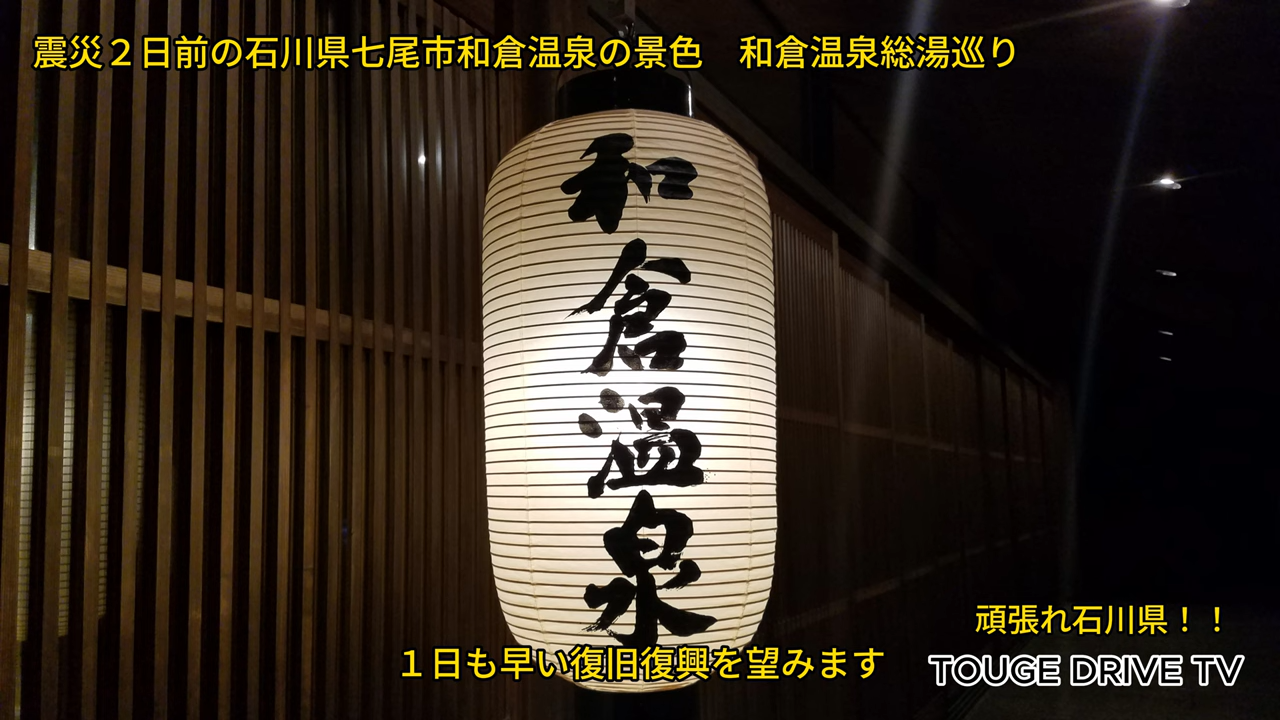 震災２日前の石川県七尾市和倉温泉の景色　和倉温泉総湯巡り
和倉温泉
頑張れ石川県！！
１日も早い復旧復興を望みます
TOUGE DRIVE TV